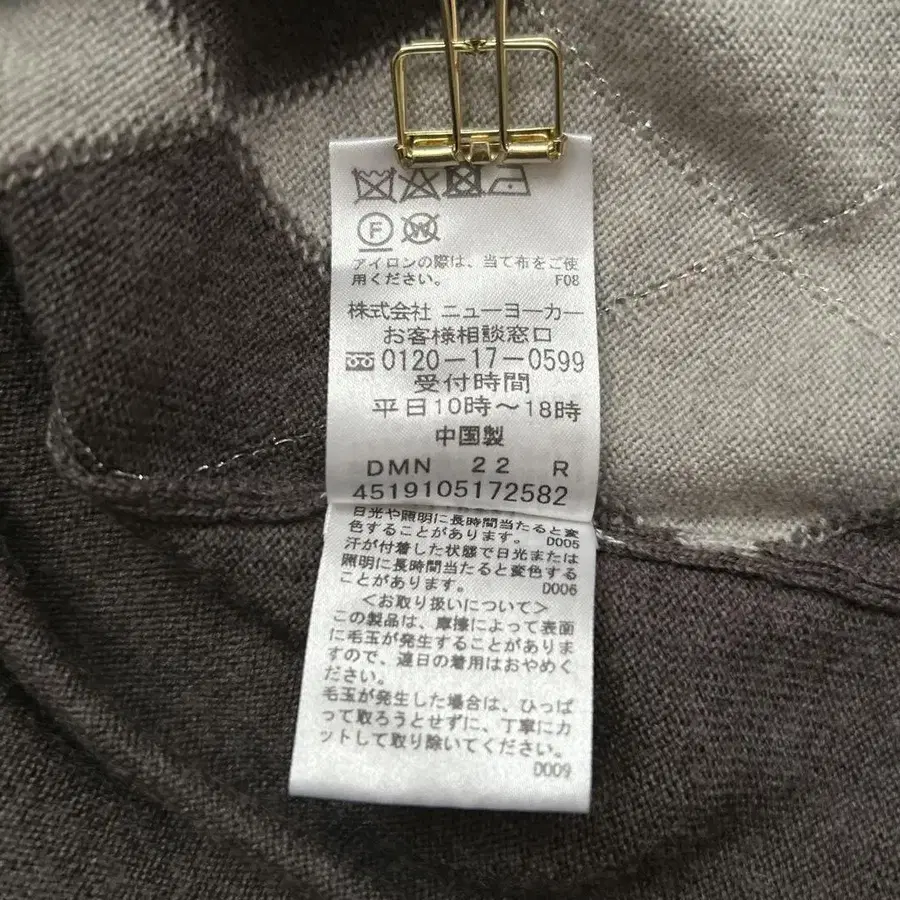 F W
アイロンの際は、当て布をご使
用ください。 F08
株式会社 ニューヨーカー
お客様相談窓口
0120-17-0599
受付時間
平日10時～18時
中国製
DMN 22 R
4519105172582
日光や照明に長時間当たると変
色することがあります。 D005
汗が付着した状態で日光または
照明に長時間当たると変色する
ことがあります。 D006
＜お取り扱いについて＞
この製品は、摩擦によって表面
に毛玉が発生することがありま
すので、連日の着用はおやめく
ださい。
毛玉が発生した場合は、ひっぱ
って取ろうとせずに、丁寧にカ
ットして取り除いてください。
D009